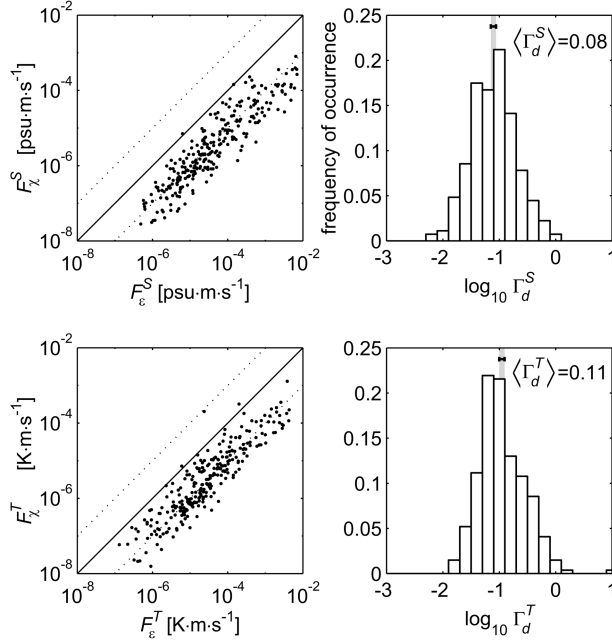 10⁻²
10⁻⁴
10⁻⁶
10⁻⁸
F_χ^S [psu·m·s⁻¹]
10⁻⁸ 10⁻⁶ 10⁻⁴ 10⁻²
F_ε^S [psu·m·s⁻¹]
0.25
0.2
0.15
0.1
0.05
0
frequency of occurrence
⟨Γ_d^S⟩=0.08
-3 -2 -1 0 1
log₁₀ Γ_d^S
10⁻²
10⁻⁴
10⁻⁶
10⁻⁸
F_χ^T [K·m·s⁻¹]
10⁻⁸ 10⁻⁶ 10⁻⁴ 10⁻²
F_ε^T [K·m·s⁻¹]
0.25
0.2
0.15
0.1
0.05
0
⟨Γ_d^T⟩=0.11
-3 -2 -1 0 1
log₁₀ Γ_d^T